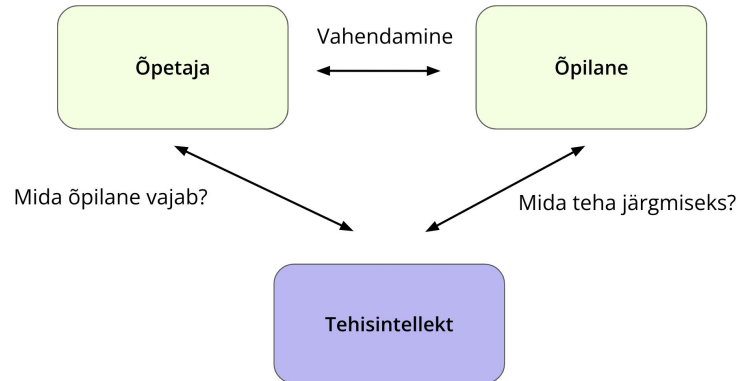 Vahendamine
Õpetaja
Õpilane
Mida õpilane vajab?
Mida teha järgmiseks?
Tehisintellekt